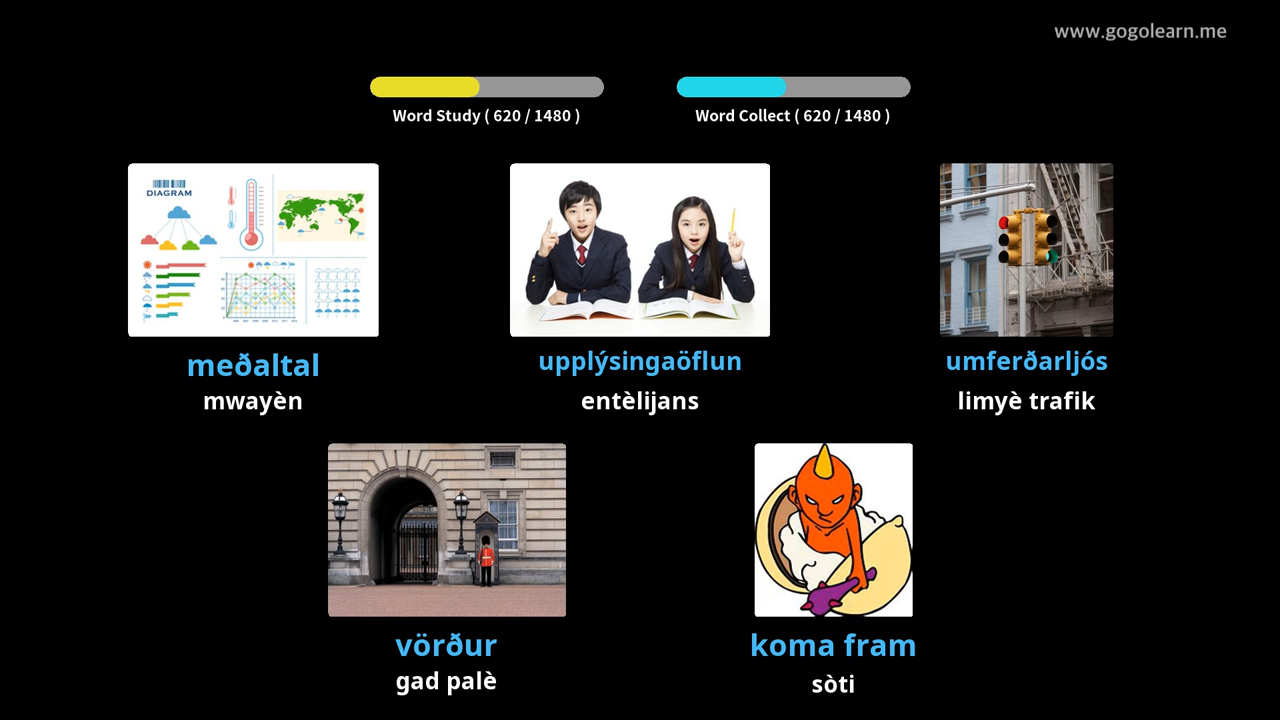 www.gogolearn.me
Word Study ( 620 / 1480 )
Word Collect ( 620 / 1480 )
DIAGRAM
meðaltal
mwayèn
upplýsingaöflun
entèlijans
umferðarljós
limyè trafik
vörður
gad palè
koma fram
sòti